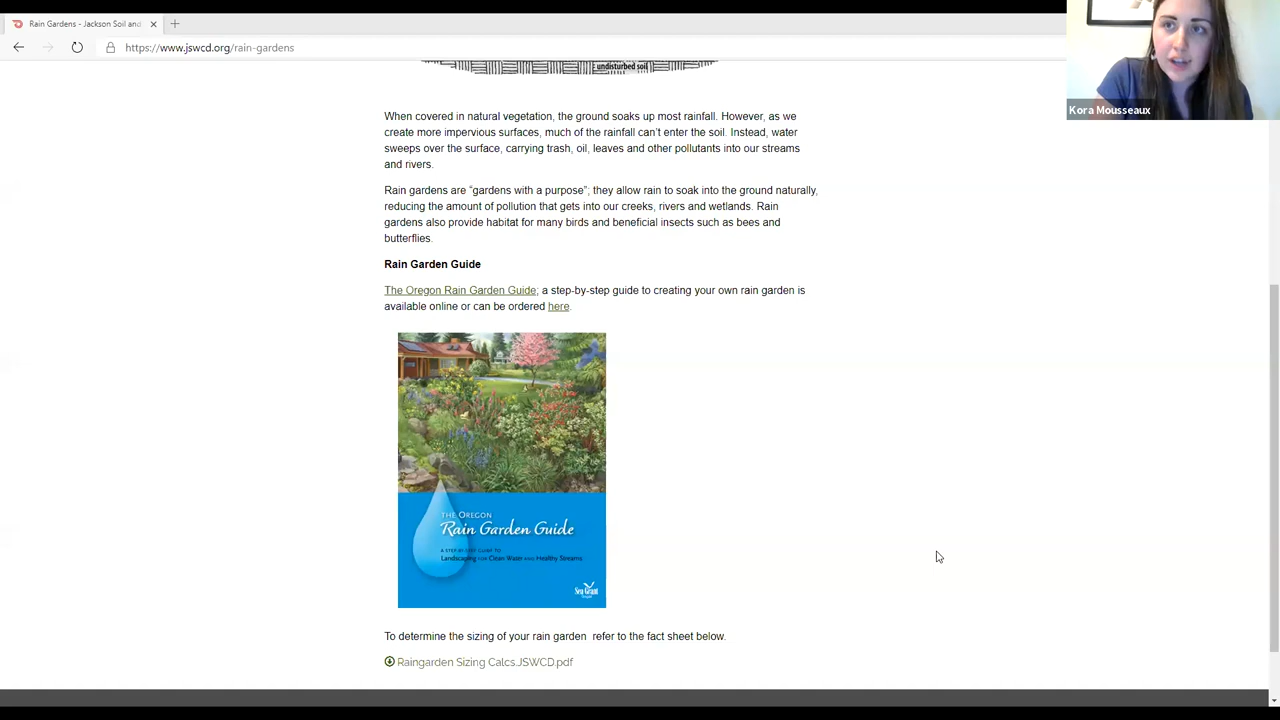 Rain Gardens - Jackson Soil and
https://www.jswcd.org/rain-gardens
Kora Mousseaux
undisturbed soil
When covered in natural vegetation, the ground soaks up most rainfall. However, as we
create more impervious surfaces, much of the rainfall can't enter the soil. Instead, water
sweeps over the surface, carrying trash, oil, leaves and other pollutants into our streams
and rivers.
Rain gardens are “gardens with a purpose”; they allow rain to soak into the ground naturally,
reducing the amount of pollution that gets into our creeks, rivers and wetlands. Rain
gardens also provide habitat for many birds and beneficial insects such as bees and
butterflies.
Rain Garden Guide
The Oregon Rain Garden Guide; a step-by-step guide to creating your own rain garden is
available online or can be ordered here.
THE OREGON
Rain Garden Guide
A STEP-BY-STEP GUIDE TO
Landscaping FOR Clean Water AND Healthy Streams
Sea Grant
Oregon
To determine the sizing of your rain garden refer to the fact sheet below.
Raingarden Sizing Calcs.JSWCD.pdf